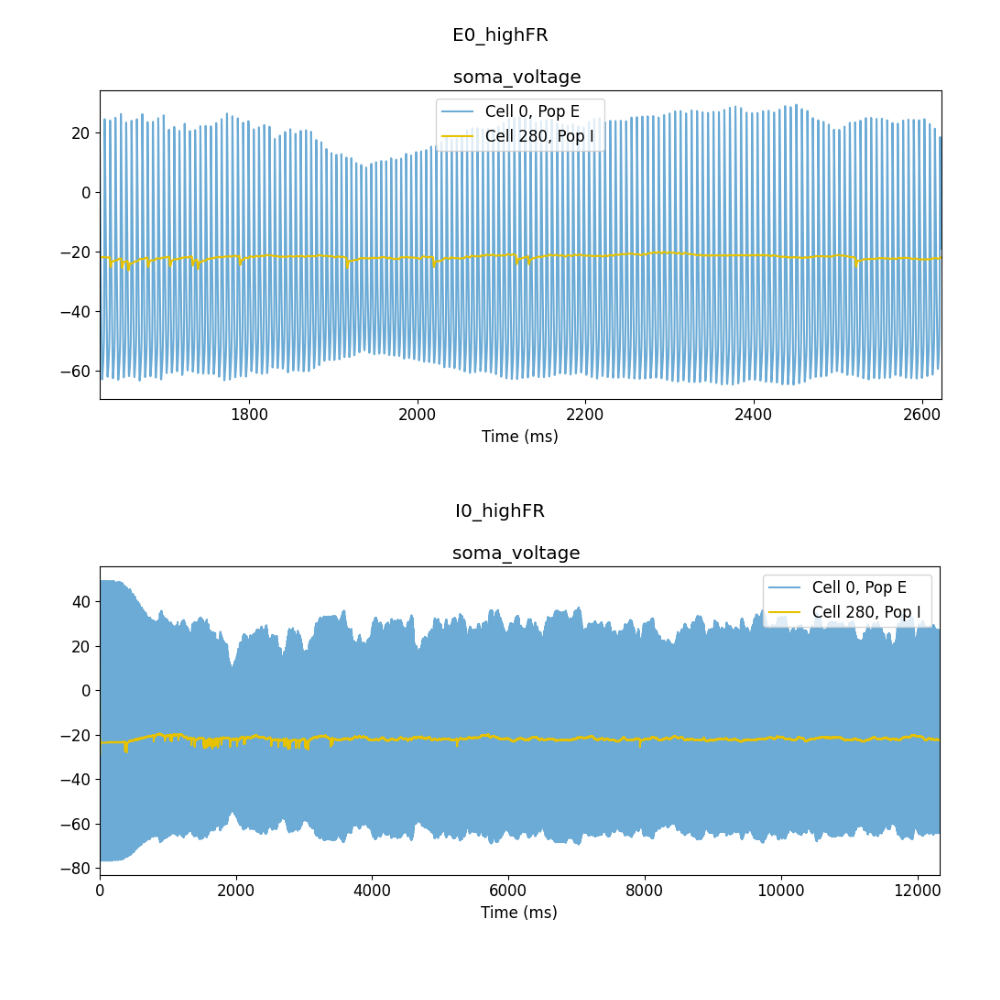 E0_highFR
soma_voltage
Cell 0, Pop E
Cell 280, Pop I
20
0
−20
−40
−60
1800 2000 2200 2400 2600
Time (ms)
I0_highFR
soma_voltage
Cell 0, Pop E
Cell 280, Pop I
40
20
0
−20
−40
−60
−80
0 2000 4000 6000 8000 10000 12000
Time (ms)